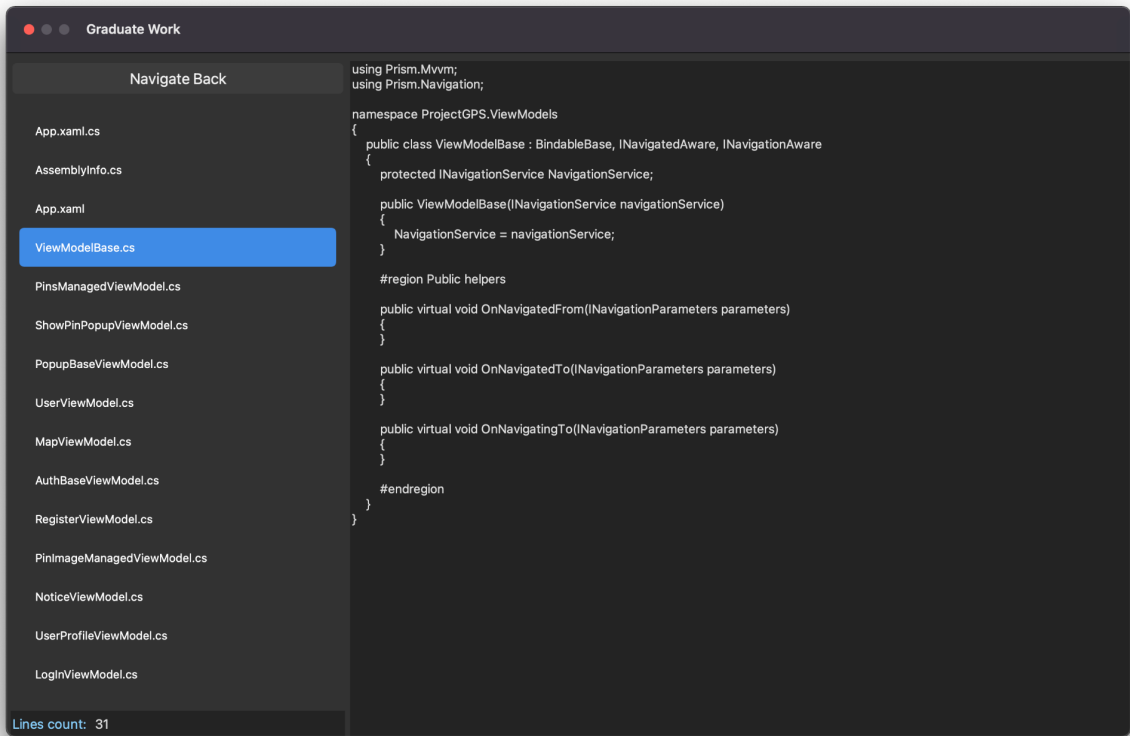 Graduate Work
Navigate Back
App.xaml.cs
AssemblyInfo.cs
App.xaml
ViewModelBase.cs
PinsManagedViewModel.cs
ShowPinPopupViewModel.cs
PopupBaseViewModel.cs
UserViewModel.cs
MapViewModel.cs
AuthBaseViewModel.cs
RegisterViewModel.cs
PinImageManagedViewModel.cs
NoticeViewModel.cs
UserProfileViewModel.cs
LogInViewModel.cs
Lines count: 31
using Prism.Mvvm;
using Prism.Navigation;
namespace ProjectGPS.ViewModels
{
public class ViewModelBase : BindableBase, INavigatedAware, INavigationAware
{
protected INavigationService NavigationService;
public ViewModelBase(INavigationService navigationService)
{
NavigationService = navigationService;
}
#region Public helpers
public virtual void OnNavigatedFrom(INavigationParameters parameters)
{
}
public virtual void OnNavigatedTo(INavigationParameters parameters)
{
}
public virtual void OnNavigatingTo(INavigationParameters parameters)
{
}
#endregion
}
}